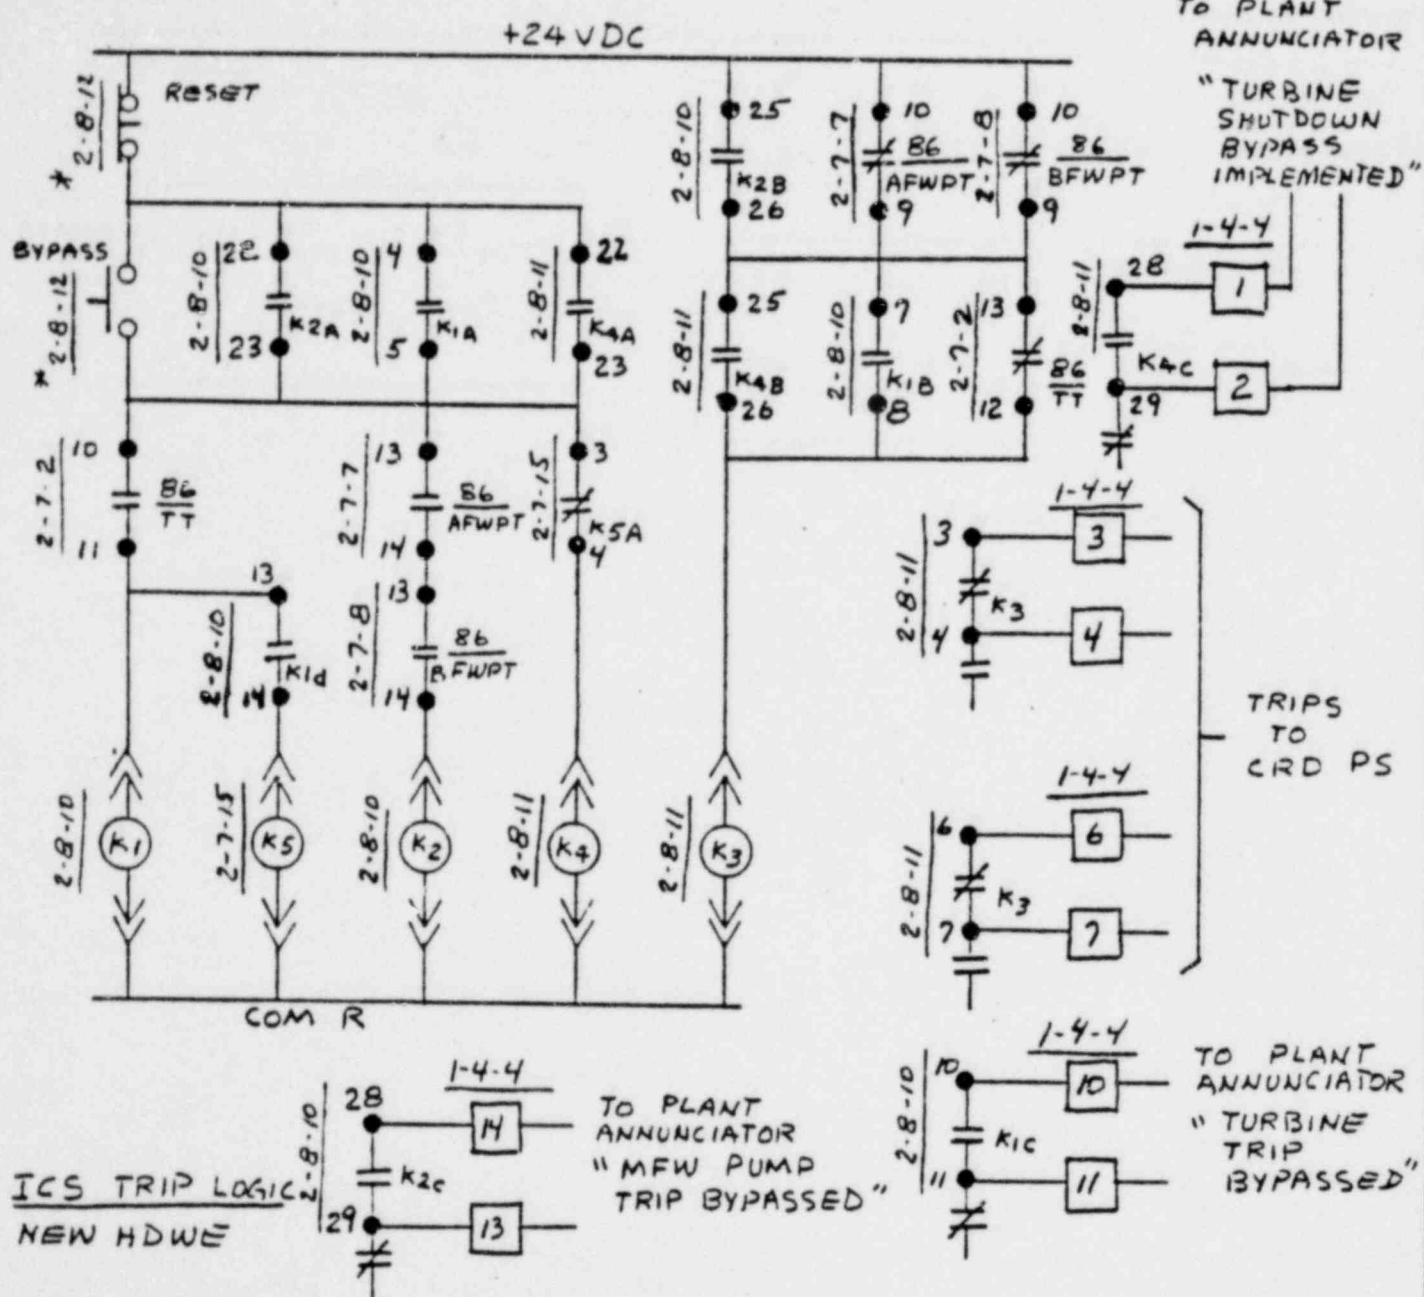 TO PLANT
ANNUNCIATOR
"TURBINE
SHUTDOWN
BYPASS
IMPLEMENTED"
+24 VDC
2-8-12
RESET
*
BYPASS
2-8-12
*
2-8-10
22
K2A
23
2-8-10
4
K1A
5
2-8-11
22
K4A
23
2-8-10
25
K2B
26
2-7-7
10
86
AFWPT
9
2-7-8
10
86
BFWPT
9
2-8-11
25
K4B
26
2-8-10
7
K1B
8
2-7-2
13
86
TT
12
1-4-4
2-8-11
28
1
K4C
29
2
2-7-2
10
86
TT
11
2-7-7
13
86
AFWPT
14
2-7-15
3
K5A
4
2-8-10
13
K1d
14
2-7-8
13
86
BFWPT
14
1-4-4
2-8-11
3
3
K3
4
4
TRIPS
TO
CRD PS
1-4-4
2-8-11
6
6
K3
7
7
2-8-10
K1
2-7-15
K5
2-8-10
K2
2-8-11
K4
2-8-11
K3
COM R
1-4-4
2-8-10
28
14
K2C
29
13
TO PLANT
ANNUNCIATOR
"MFW PUMP
TRIP BYPASSED"
1-4-4
2-8-10
10
10
K1C
11
11
TO PLANT
ANNUNCIATOR
"TURBINE
TRIP
BYPASSED"
ICS TRIP LOGIC
NEW HDWE